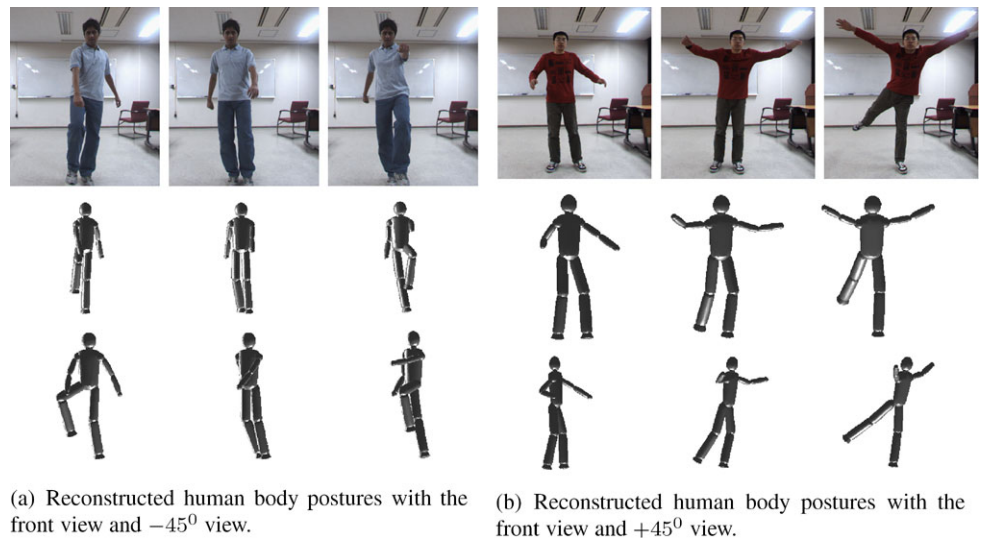 (a) Reconstructed human body postures with the
front view and −45⁰ view.
(b) Reconstructed human body postures with the
front view and +45⁰ view.